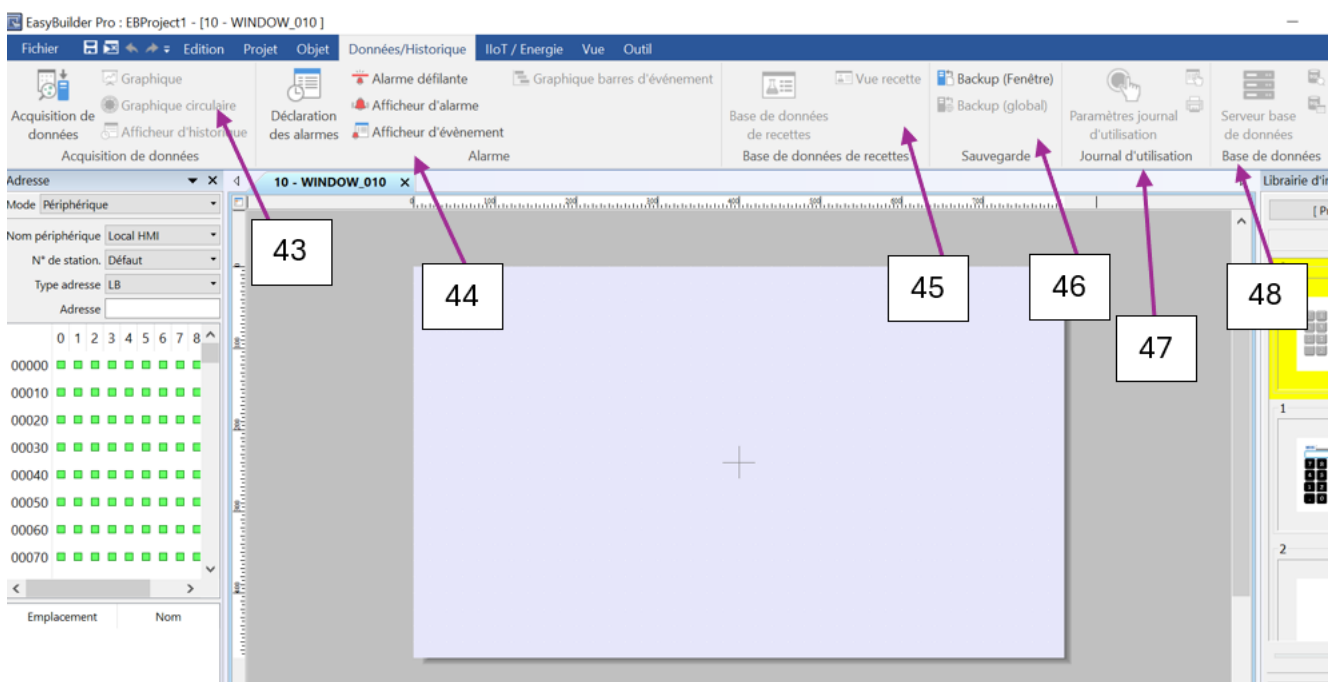 EasyBuilder Pro : EBProject1 - [10 - WINDOW_010 ]
Fichier Edition Projet Objet Données/Historique IIoT / Energie Vue Outil
Acquisition de
données
Graphique
Graphique circulaire
Afficheur d'historique
Acquisition de données
Déclaration
des alarmes
Alarme défilante
Afficheur d'alarme
Afficheur d'évènement
Graphique barres d'événement
Alarme
Base de données
de recettes
Vue recette
Base de données de recettes
Backup (Fenêtre)
Backup (global)
Sauvegarde
Paramètres journal
d'utilisation
Journal d'utilisation
Serveur base
de données
Base de données
Adresse
Mode Périphérique
Nom périphérique Local HMI
N° de station. Défaut
Type adresse LB
Adresse
0 1 2 3 4 5 6 7 8
00000
00010
00020
00030
00040
00050
00060
00070
Emplacement Nom
10 - WINDOW_010
43
44
45
46
47
48
1
2